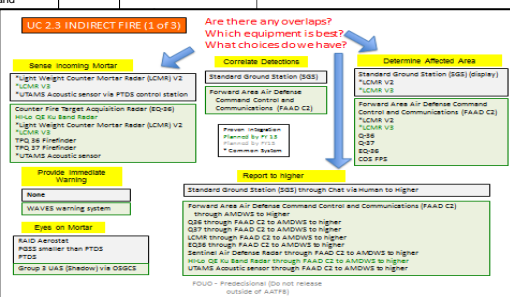 and
UC 2.3 INDIRECT FIRE (1 of 3)
Are there any overlaps?
Which equipment is best?
What choices do we have?
Sense Incoming Mortar
*Light Weight Counter Mortar Radar (LCMR) V2
*LCMR V3
*UTAMS Acoustic sensor via PTDS control station
Counter Fire Target Acquisition Radar (EQ-36)
Hi-Lo QE Ku Band Radar
*Light Weight Counter Mortar Radar (LCMR) V2
*LCMR V3
TPQ 36 Firefinder
TPQ 37 Firefinder
*UTAMS Acoustic sensor
Correlate Detections
Standard Ground Station (SGS)
Forward Area Air Defense
Command Control and
Communications (FAAD C2)
Proven Integration
Planned by FY 13
Planned by FY15
* Common System
Determine Affected Area
Standard Ground Station (SGS) (display)
*LCMR V2
*LCMR V3
Forward Area Air Defense Command
Control and Communications (FAAD C2)
*LCMR V2
*LCMR V3
Q-36
Q-37
EQ-36
COS FPS
Provide Immediate
Warning
None
WAVES warning system
Eyes on Mortar
RAID Aerostat
PGSS smaller than PTDS
PTDS
Group 3 UAS (Shadow) via OSGCS
Report to higher
Standard Ground Station (SGS) through Chat via Human to Higher
Forward Area Air Defense Command Control and Communications (FAAD C2)
through AMDWS to Higher
Q36 through FAAD C2 to AMDWS to higher
Q37 through FAAD C2 to AMDWS to higher
LCMR through FAAD C2 to AMDWS to higher
EQ36 through FAAD C2 to AMDWS to higher
Sentinel Air Defense Radar through FAAD C2 to AMDWS to higher
Hi-Lo QE Ku Band Radar through FAAD C2 to AMDWS to higher
UTAMS Acoustic sensor through FAAD C2 to AMDWS to higher
FOUO - Predecisional (Do not release
outside of AATFB)